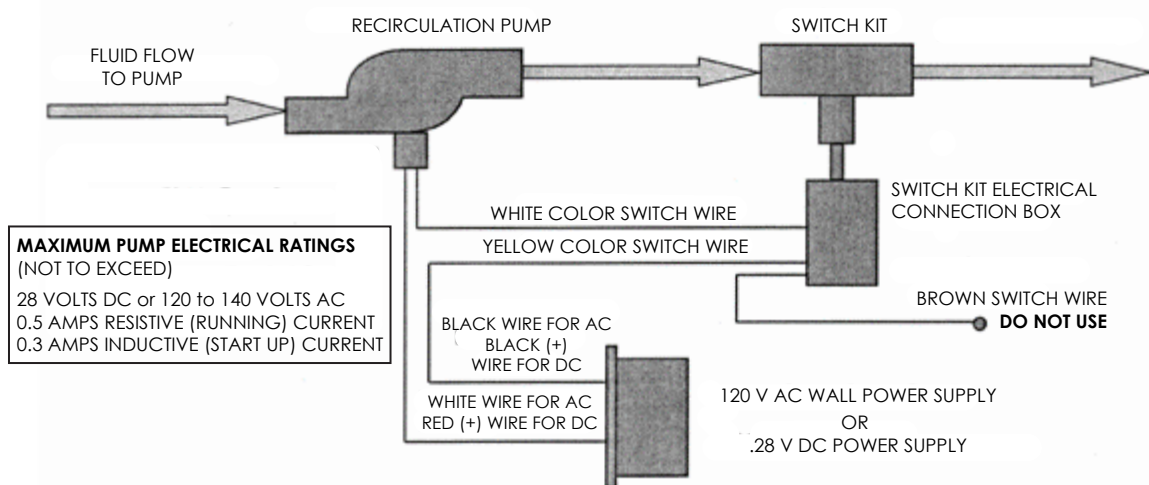 RECIRCULATION PUMP
SWITCH KIT
FLUID FLOW
TO PUMP
SWITCH KIT ELECTRICAL
CONNECTION BOX
WHITE COLOR SWITCH WIRE
YELLOW COLOR SWITCH WIRE
MAXIMUM PUMP ELECTRICAL RATINGS
(NOT TO EXCEED)
28 VOLTS DC or 120 to 140 VOLTS AC
0.5 AMPS RESISTIVE (RUNNING) CURRENT
0.3 AMPS INDUCTIVE (START UP) CURRENT
BROWN SWITCH WIRE
DO NOT USE
BLACK WIRE FOR AC
BLACK (+)
WIRE FOR DC
WHITE WIRE FOR AC
RED (+) WIRE FOR DC
120 V AC WALL POWER SUPPLY
OR
.28 V DC POWER SUPPLY